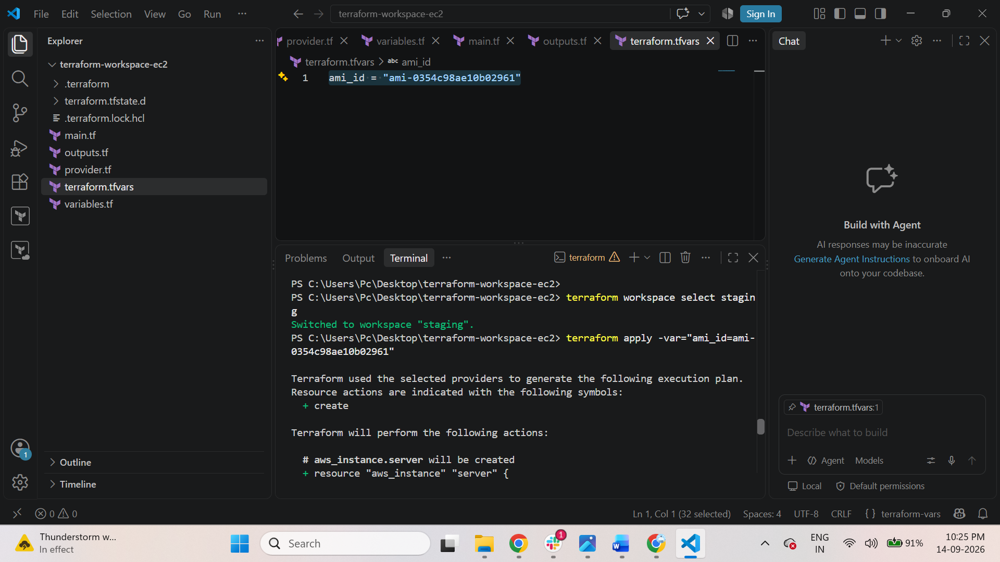 File Edit Selection View Go Run ···
terraform-workspace-ec2
Sign In
Explorer
terraform-workspace-ec2
.terraform
terraform.tfstate.d
.terraform.lock.hcl
main.tf
outputs.tf
provider.tf
terraform.tfvars
variables.tf
Outline
Timeline
provider.tf variables.tf main.tf outputs.tf terraform.tfvars
terraform.tfvars > abc ami_id
1 ami_id = "ami-0354c98ae10b02961"
Problems Output Terminal ··· terraform
PS C:\Users\Pc\Desktop\terraform-workspace-ec2>
PS C:\Users\Pc\Desktop\terraform-workspace-ec2> terraform workspace select stagin
g
Switched to workspace "staging".
PS C:\Users\Pc\Desktop\terraform-workspace-ec2> terraform apply -var="ami_id=ami-
0354c98ae10b02961"
Terraform used the selected providers to generate the following execution plan.
Resource actions are indicated with the following symbols:
+ create
Terraform will perform the following actions:
# aws_instance.server will be created
+ resource "aws_instance" "server" {
Chat
Build with Agent
AI responses may be inaccurate
Generate Agent Instructions to onboard AI
onto your codebase.
terraform.tfvars:1
Describe what to build
Agent Models
Local Default permissions
1
0 0
Ln 1, Col 1 (32 selected) Spaces: 4 UTF-8 CRLF { } terraform-vars
Thunderstorm w...
In effect
Search
1
ENG
IN
91%
10:25 PM
14-09-2026